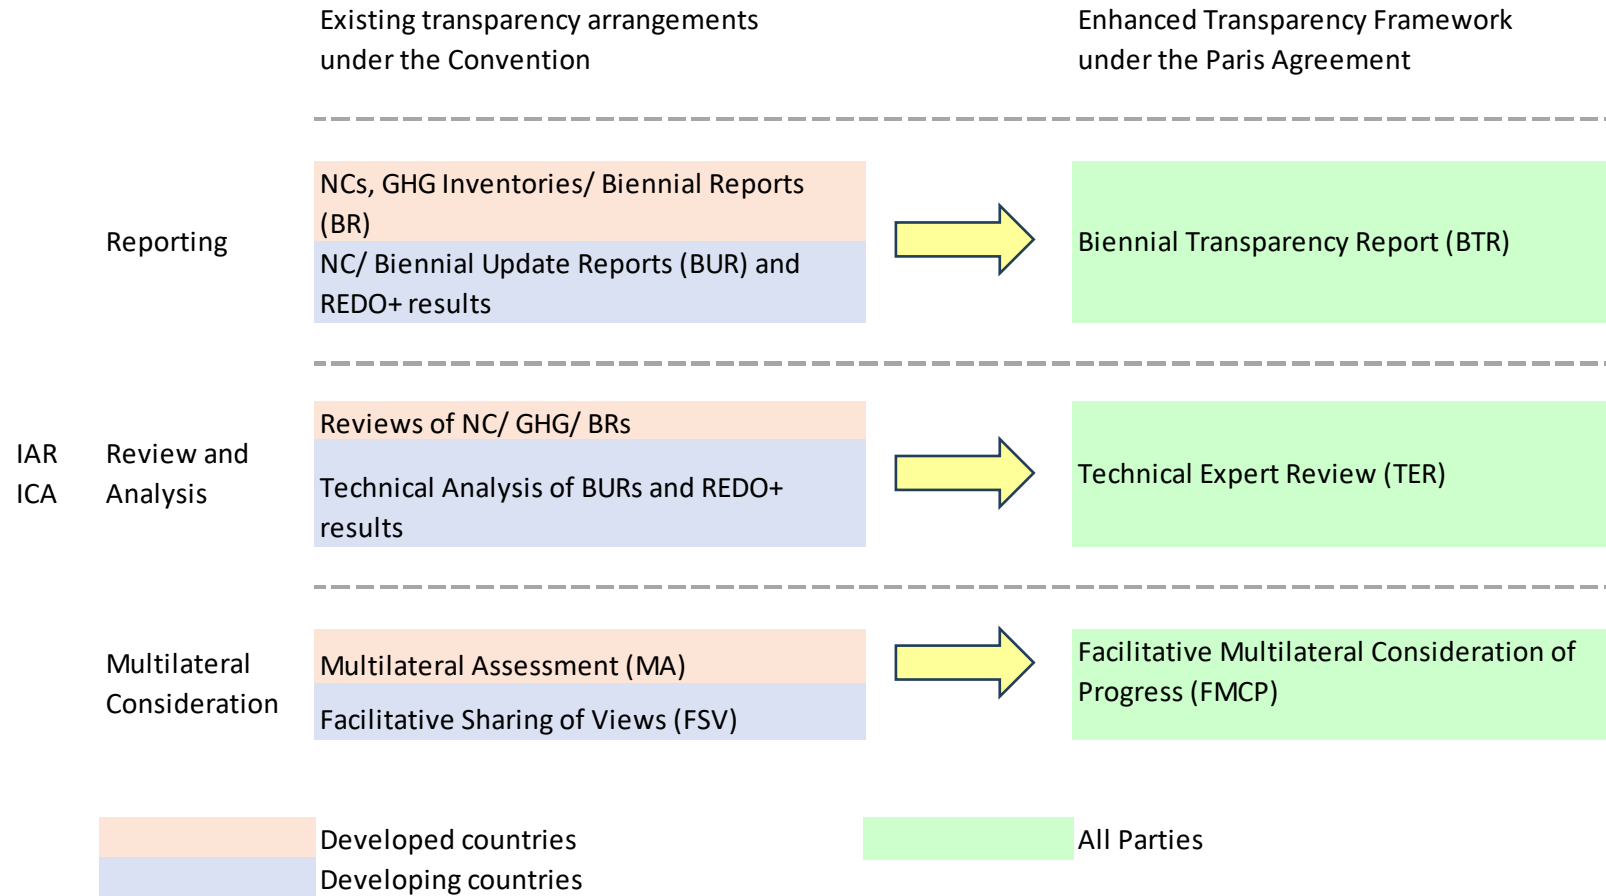 Existing transparency arrangements
under the Convention
Enhanced Transparency Framework
under the Paris Agreement
Reporting
NCs, GHG Inventories/ Biennial Reports
(BR)
NC/ Biennial Update Reports (BUR) and
REDO+ results
Biennial Transparency Report (BTR)
IAR
ICA
Review and
Analysis
Reviews of NC/ GHG/ BRs
Technical Analysis of BURs and REDO+
results
Technical Expert Review (TER)
Multilateral
Consideration
Multilateral Assessment (MA)
Facilitative Sharing of Views (FSV)
Facilitative Multilateral Consideration of
Progress (FMCP)
Developed countries
Developing countries
All Parties